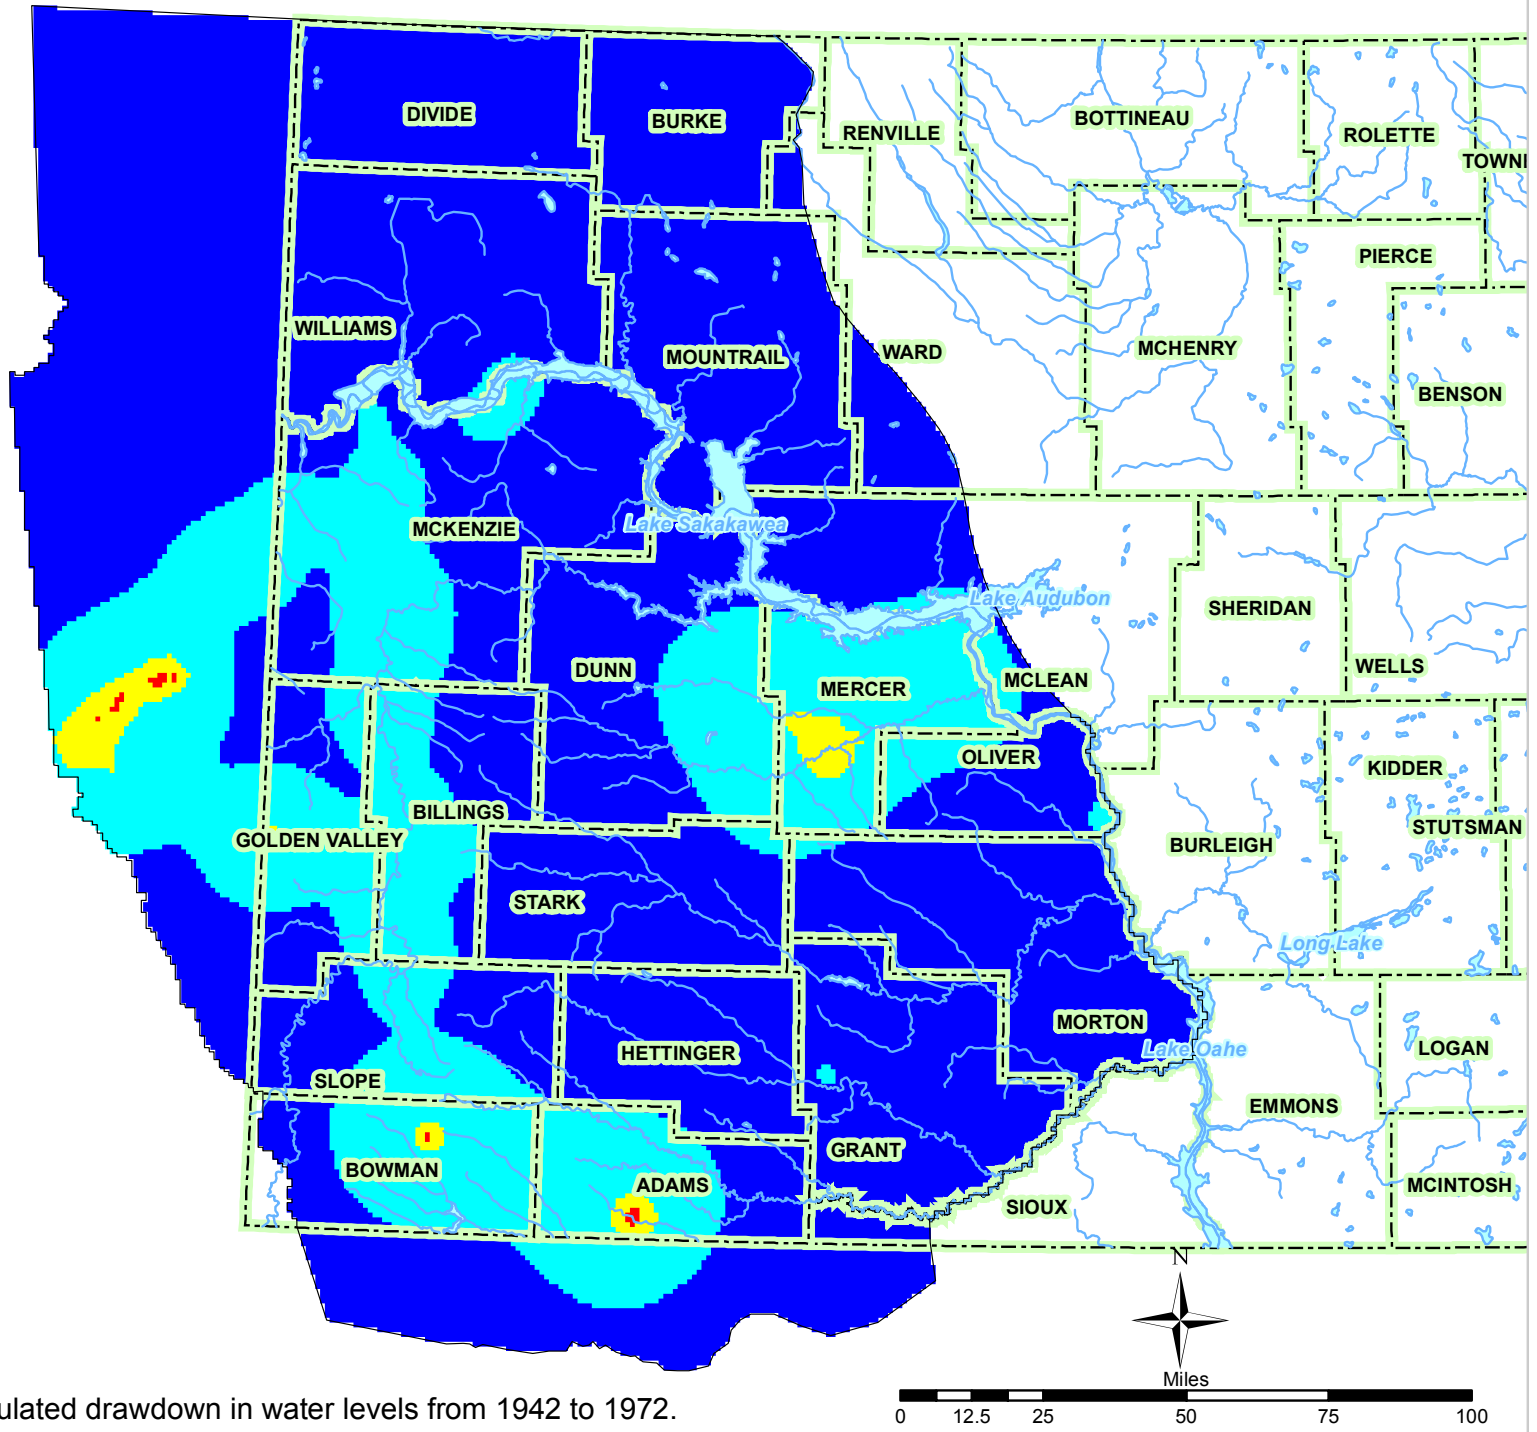 DIVIDE
BURKE
RENVILLE
BOTTINEAU
ROLETTE
TOWN
PIERCE
WILLIAMS
MOUNTRAIL
WARD
MCHENRY
BENSON
MCKENZIE
Lake Sakakawea
Lake Audubon
SHERIDAN
WELLS
DUNN
MERCER
MCLEAN
OLIVER
KIDDER
BILLINGS
GOLDEN VALLEY
STUTSMAN
BURLEIGH
STARK
Long Lake
MORTON
HETTINGER
Lake Oahe
LOGAN
SLOPE
EMMONS
GRANT
BOWMAN
ADAMS
MCINTOSH
SIOUX
N
Miles
0 12.5 25 50 75 100
ulated drawdown in water levels from 1942 to 1972.